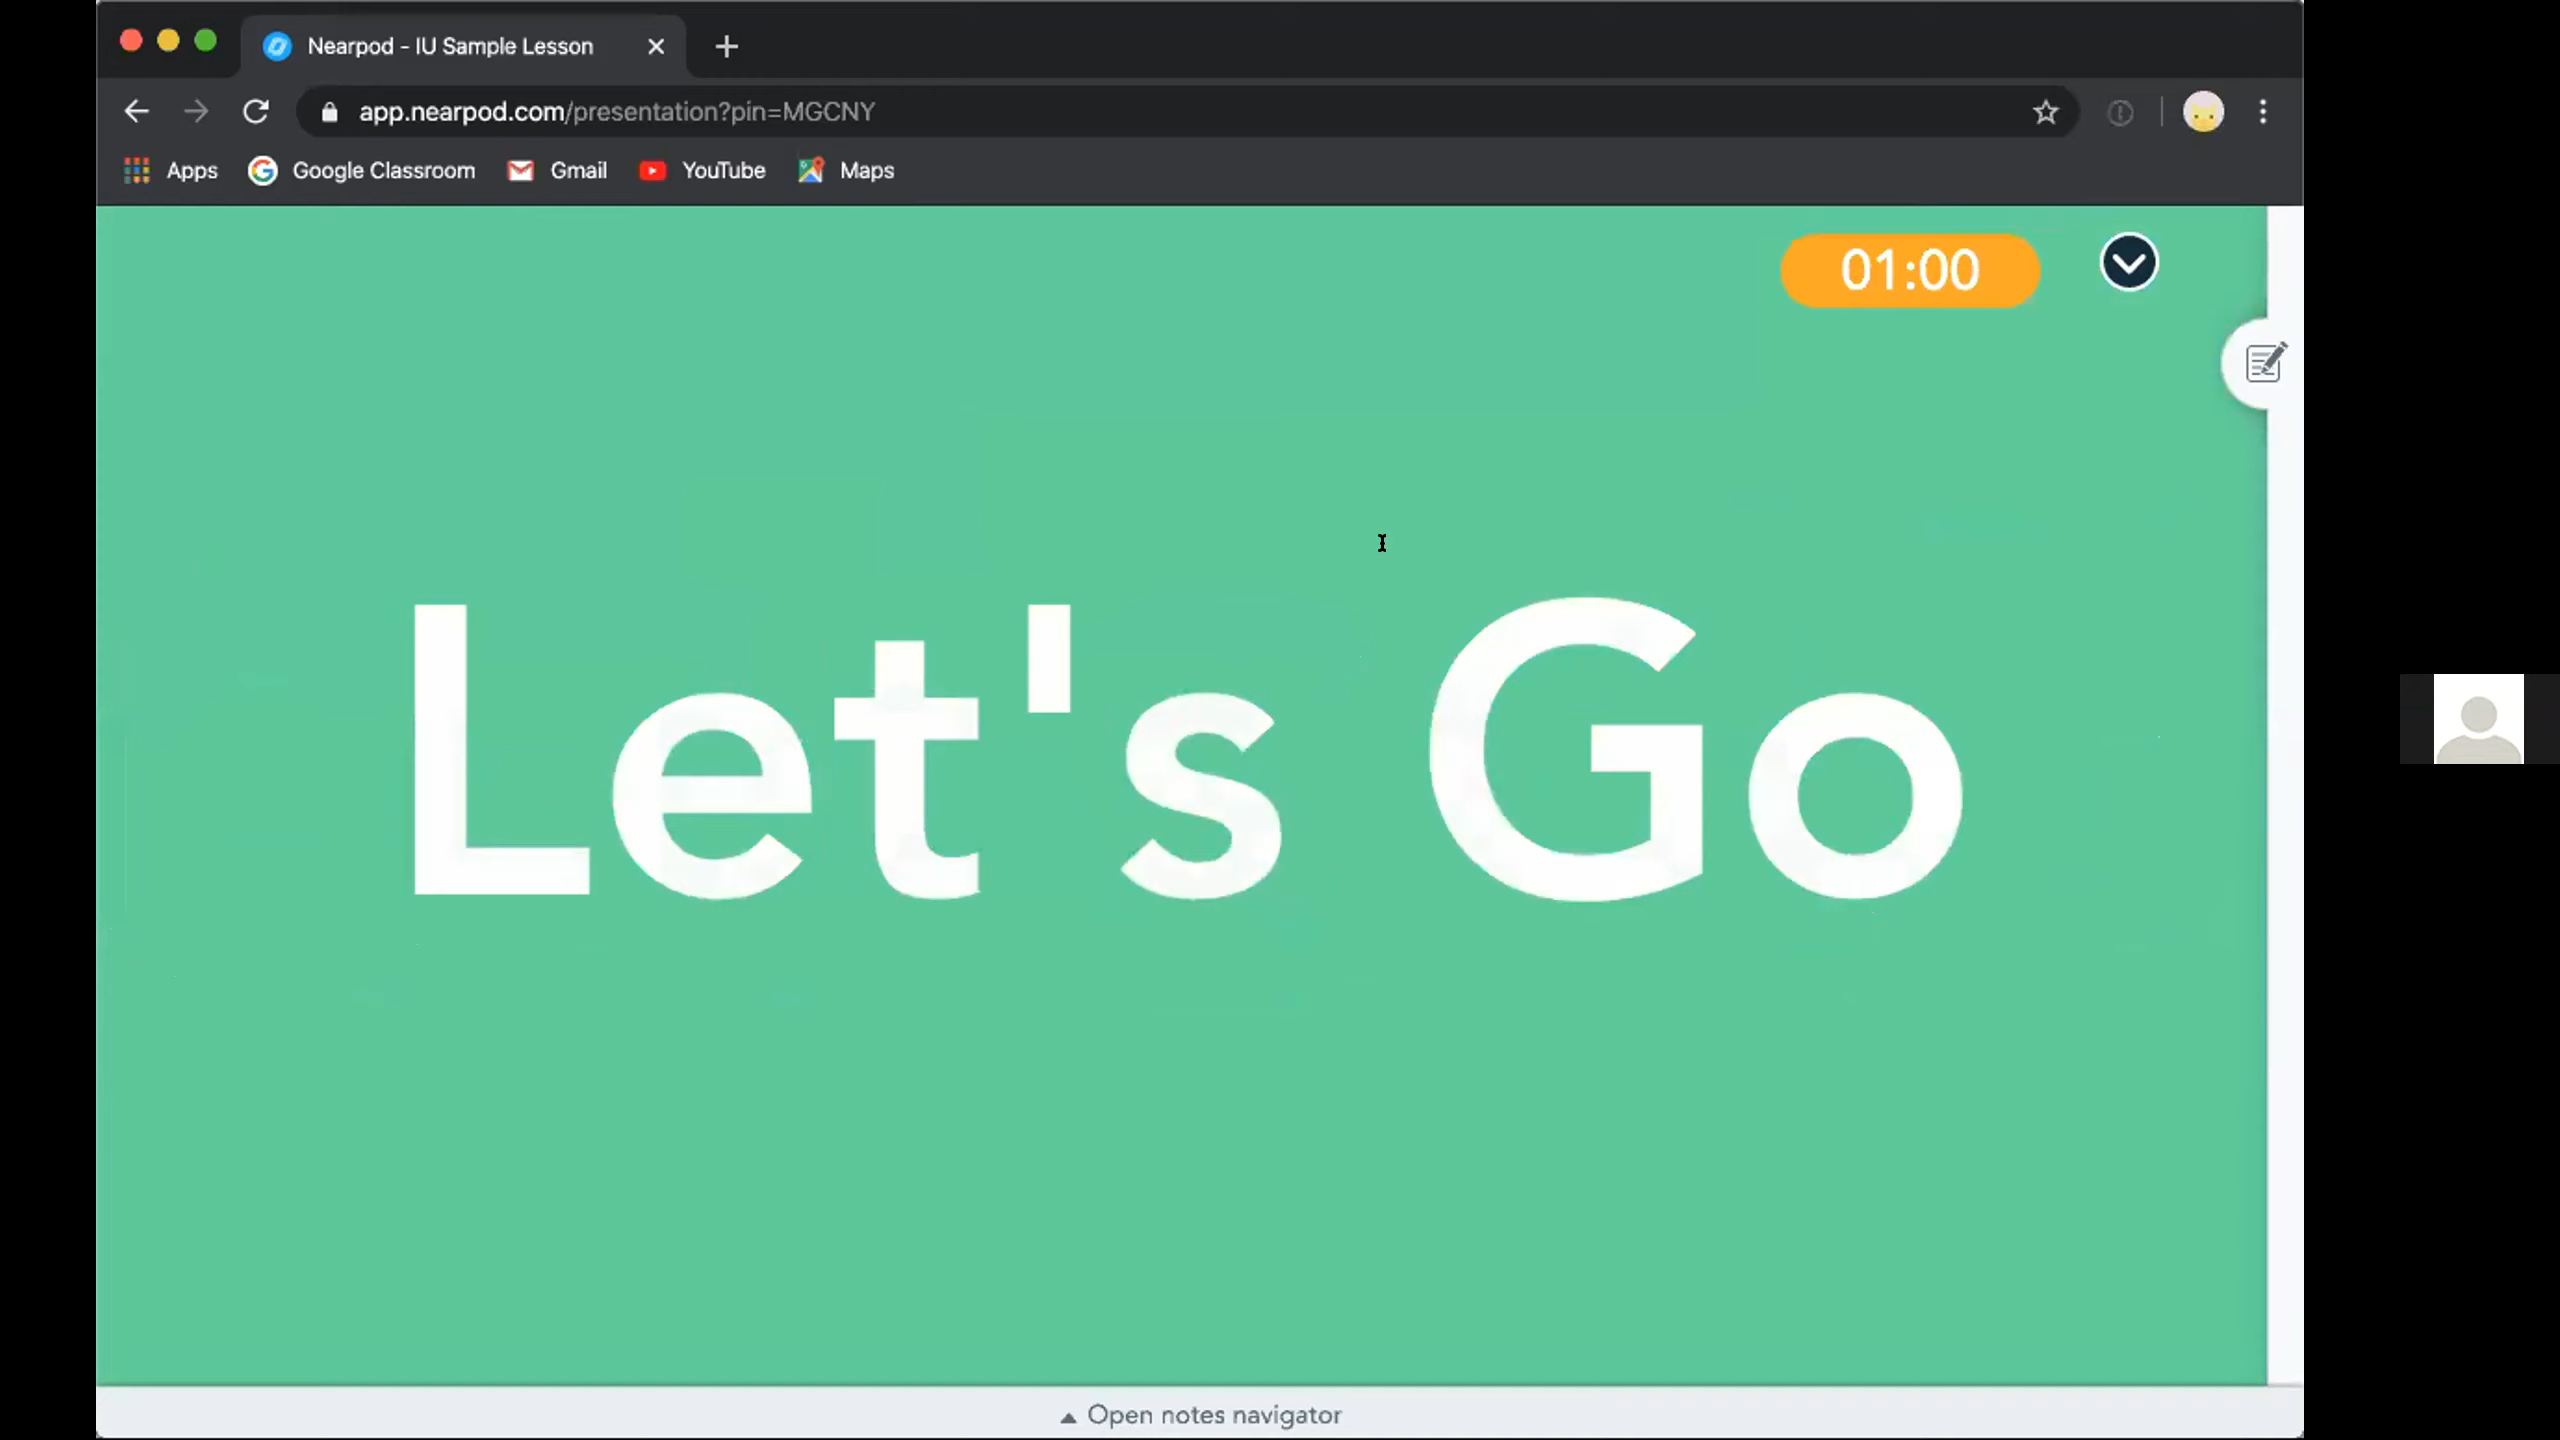 Nearpod - IU Sample Lesson
app.nearpod.com/presentation?pin=MGCNY
Apps Google Classroom Gmail YouTube Maps
01:00
Let's Go
Open notes navigator